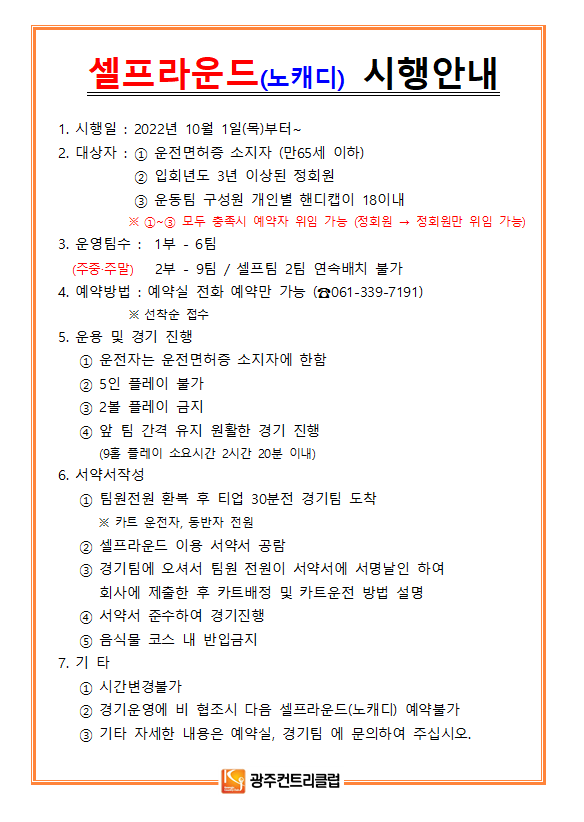 셀프라운드(노캐디) 시행안내
1. 시행일 : 2022년 10월 1일(목)부터~
2. 대상자 : ① 운전면허증 소지자 (만65세 이하)
② 입회년도 3년 이상된 정회원
③ 운동팀 구성원 개인별 핸디캡이 18이내
※ ①~③ 모두 충족시 예약자 위임 가능 (정회원 → 정회원만 위임 가능)
3. 운영팀수 : 1부 - 6팀
(주중·주말) 2부 - 9팀 / 셀프팀 2팀 연속배치 불가
4. 예약방법 : 예약실 전화 예약만 가능 (☎061-339-7191)
※ 선착순 접수
5. 운용 및 경기 진행
① 운전자는 운전면허증 소지자에 한함
② 5인 플레이 불가
③ 2볼 플레이 금지
④ 앞 팀 간격 유지 원활한 경기 진행
(9홀 플레이 소요시간 2시간 20분 이내)
6. 서약서작성
① 팀원전원 환복 후 티업 30분전 경기팀 도착
※ 카트 운전자, 동반자 전원
② 셀프라운드 이용 서약서 공람
③ 경기팀에 오셔서 팀원 전원이 서약서에 서명날인 하여
회사에 제출한 후 카트배정 및 카트운전 방법 설명
④ 서약서 준수하여 경기진행
⑤ 음식물 코스 내 반입금지
7. 기 타
① 시간변경불가
② 경기운영에 비 협조시 다음 셀프라운드(노캐디) 예약불가
③ 기타 자세한 내용은 예약실, 경기팀 에 문의하여 주십시오.
광주컨트리클럽